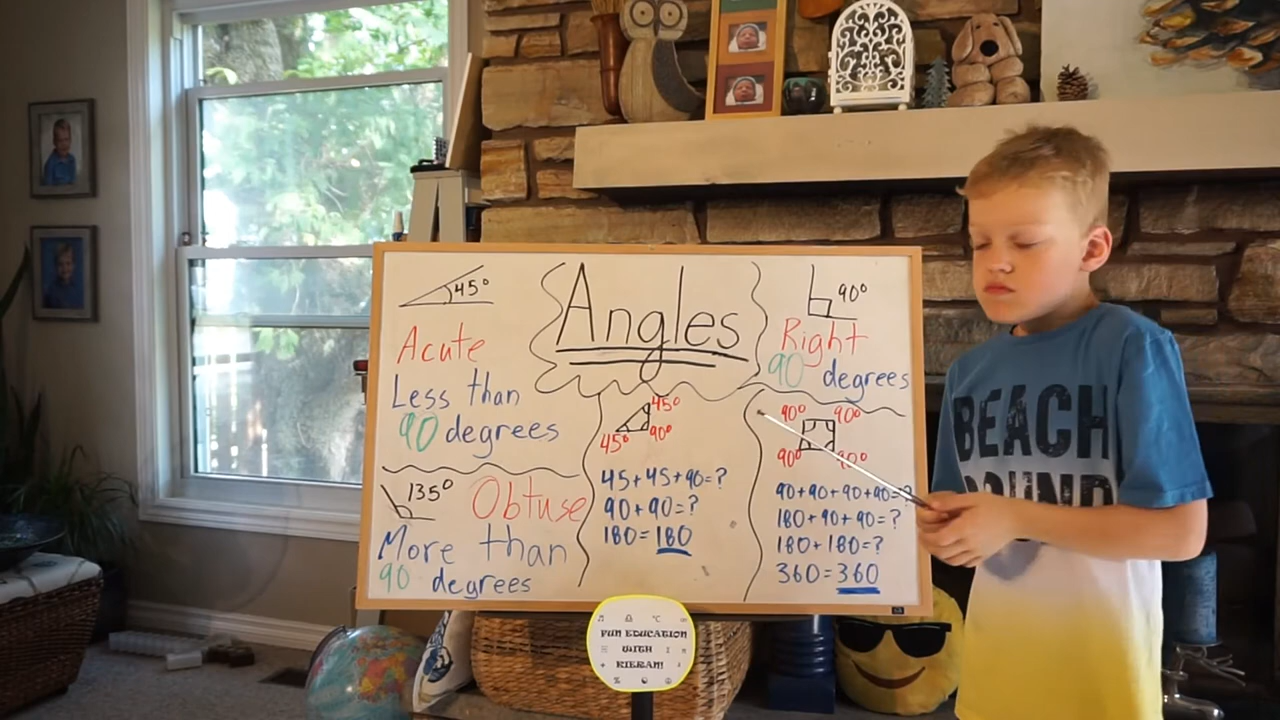 45°
Acute
Less than
90 degrees
Angles
90°
Right
90 degrees
135°
Obtuse
More than
90 degrees
45°
45° 90°
45+45+90=?
90+90=?
180=180
90° 90°
90° 90°
90+90+90+90=?
180+90+90=?
180+180=?
360=360
BEACH
FUN EDUCATION
WITH
KIERAN!